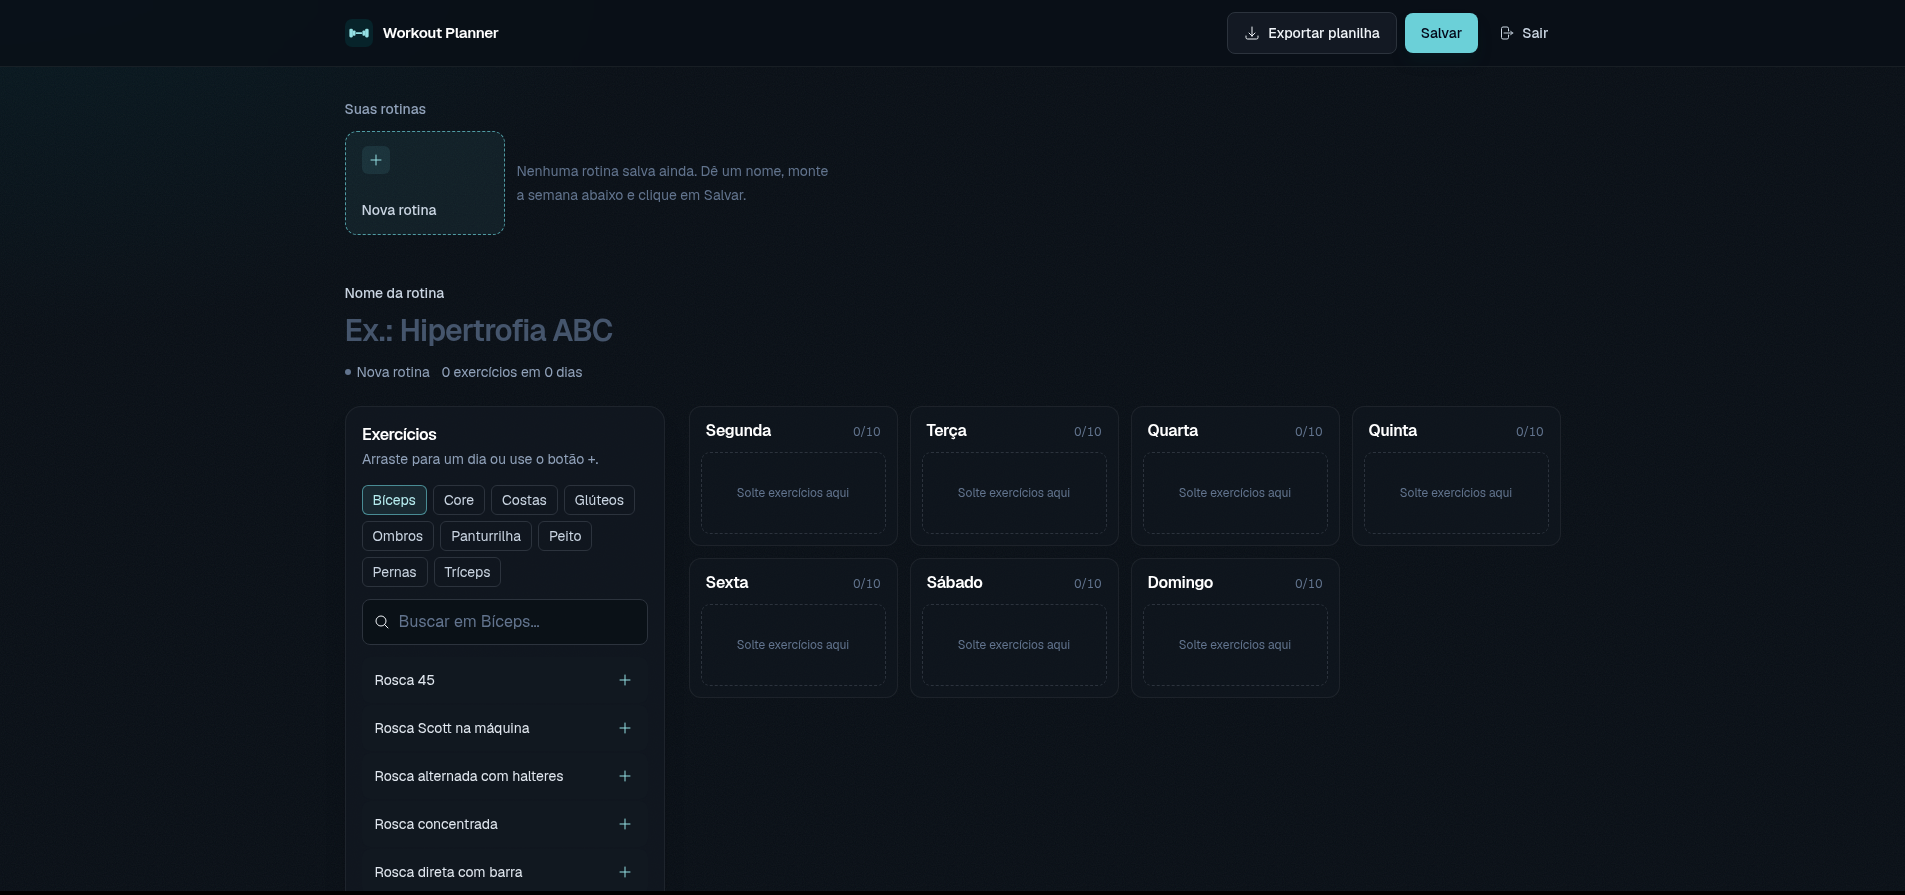 Workout Planner
Exportar planilha
Salvar
Sair
Suas rotinas
Nova rotina
Nenhuma rotina salva ainda. Dê um nome, monte
a semana abaixo e clique em Salvar.
Nome da rotina
Ex.: Hipertrofia ABC
Nova rotina 0 exercícios em 0 dias
Exercícios
Arraste para um dia ou use o botão +.
Bíceps Core Costas Glúteos
Ombros Panturrilha Peito
Pernas Tríceps
Buscar em Bíceps...
Rosca 45
Rosca Scott na máquina
Rosca alternada com halteres
Rosca concentrada
Rosca direta com barra
Segunda 0/10
Solte exercícios aqui
Terça 0/10
Solte exercícios aqui
Quarta 0/10
Solte exercícios aqui
Quinta 0/10
Solte exercícios aqui
Sexta 0/10
Solte exercícios aqui
Sábado 0/10
Solte exercícios aqui
Domingo 0/10
Solte exercícios aqui